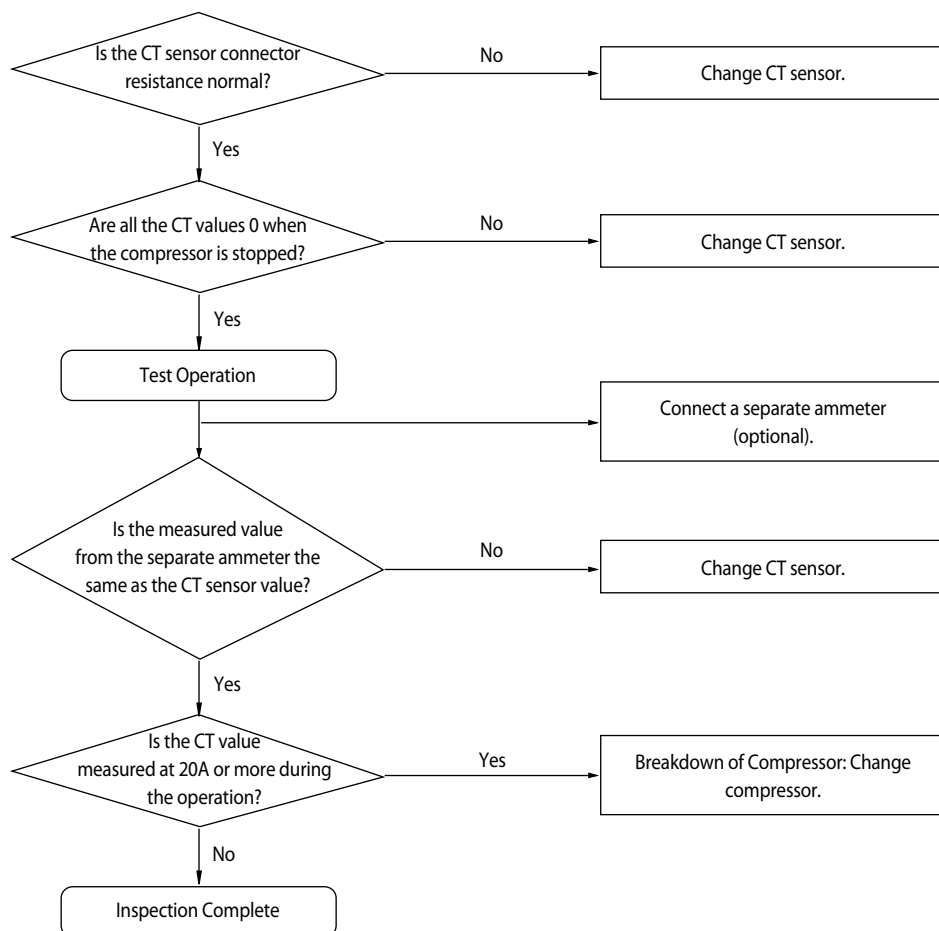 Is the CT sensor connector
resistance normal?
No
Change CT sensor.
Yes
Are all the CT values 0 when
the compressor is stopped?
No
Change CT sensor.
Yes
Test Operation
Connect a separate ammeter
(optional).
Is the measured value
from the separate ammeter the
same as the CT sensor value?
No
Change CT sensor.
Yes
Is the CT value
measured at 20A or more during
the operation?
Yes
Breakdown of Compressor: Change
compressor.
No
Inspection Complete